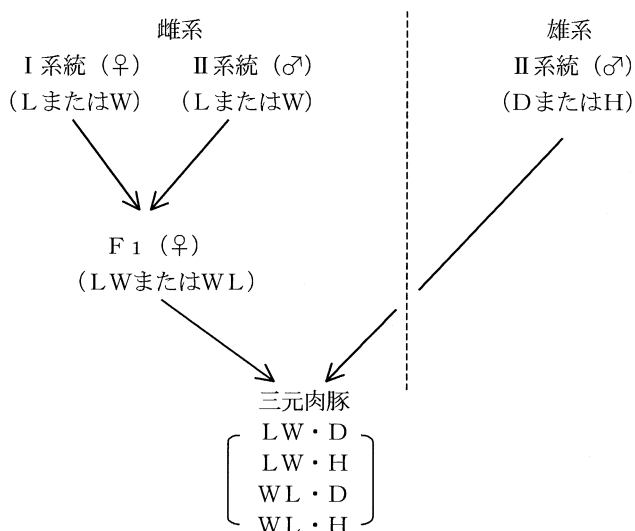 雌系
雄系
Ⅰ系統（♀）
Ⅱ系統（♂）
Ⅱ系統（♂）
（LまたはW）
（LまたはW）
（DまたはH）
F1（♀）
（LWまたはWL）
三元肉豚
LW・D
LW・H
WL・D
WL・H